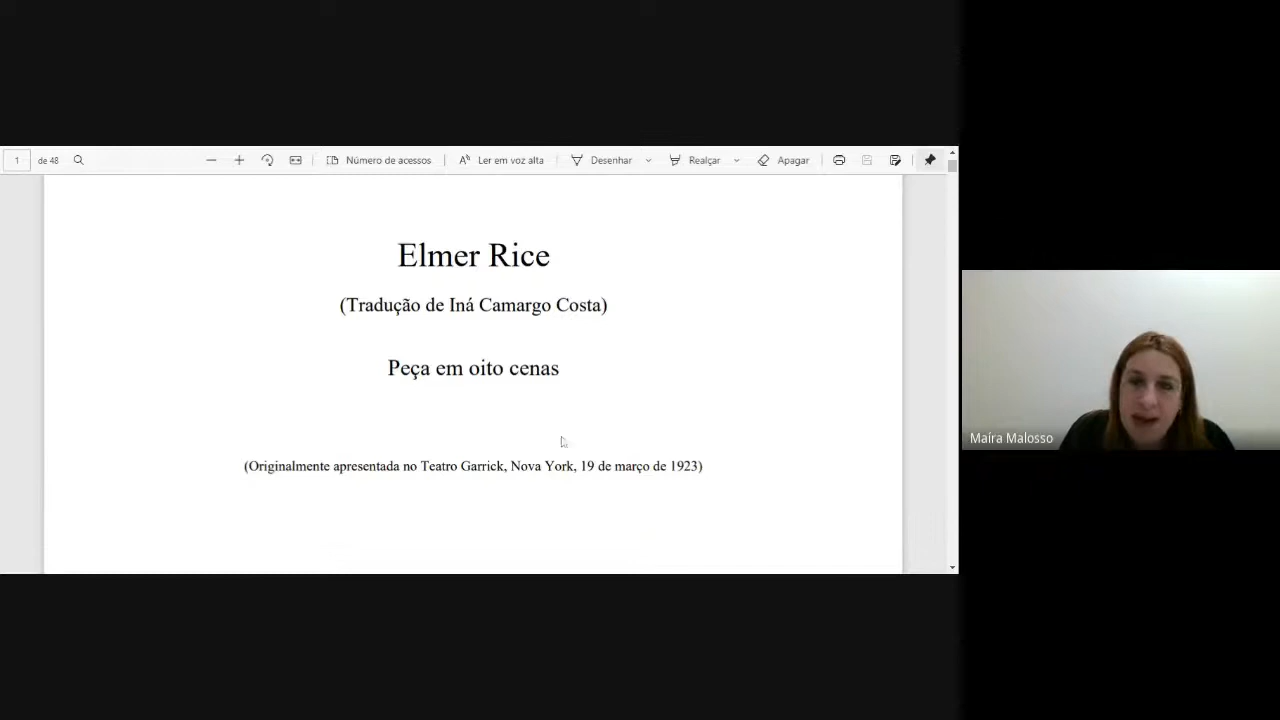 1 de 48 Número de acessos Ler em voz alta Desenhar Realçar Apagar
Elmer Rice
(Tradução de Iná Camargo Costa)
Peça em oito cenas
(Originalmente apresentada no Teatro Garrick, Nova York, 19 de março de 1923)
Maíra Malosso